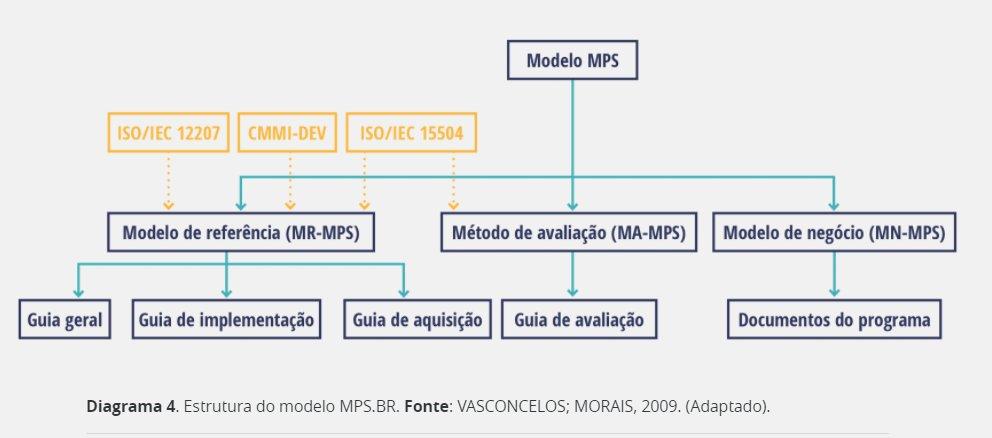 Modelo MPS
ISO/IEC 12207
CMMI-DEV
ISO/IEC 15504
Modelo de referência (MR-MPS)
Método de avaliação (MA-MPS)
Modelo de negócio (MN-MPS)
Guia geral
Guia de implementação
Guia de aquisição
Guia de avaliação
Documentos do programa
Diagrama 4. Estrutura do modelo MPS.BR. Fonte: VASCONCELOS; MORAIS, 2009. (Adaptado).